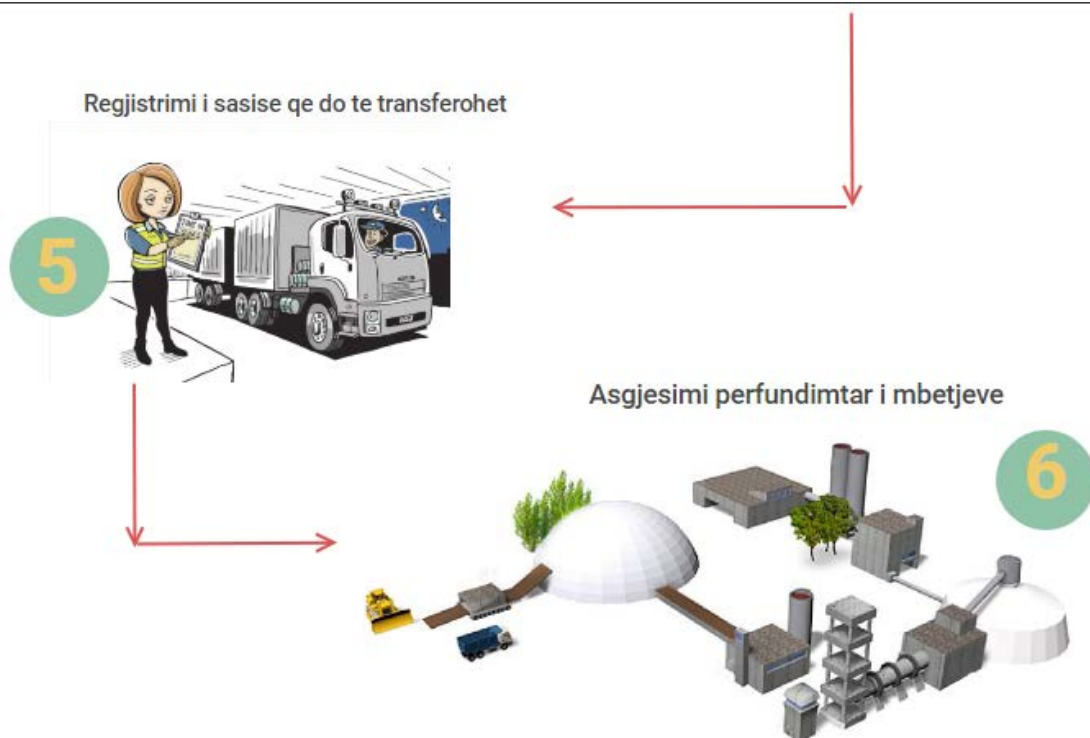 Regjistrimi i sasise qe do te transferohet
5
Asgjesimi perfundimtar i mbetjeve
6